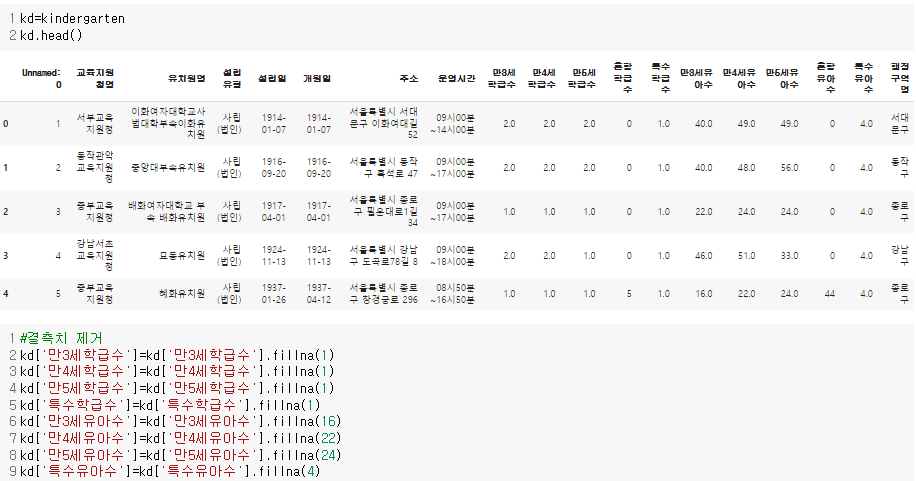 1 kd=kindergarten
2 kd.head()
Unnamed: 0 교육지원청명 유치원명 설립유형 설립일 개원일 주소 운영시간 만3세학급수 만4세학급수 만5세학급수 혼합학급수 특수학급수 만3세유아수 만4세유아수 만5세유아수 혼합유아수 특수유아수 행정구역명
0 1 서부교육지원청 이화여자대학교사범대학부속이화유치원 사립(법인) 1914-01-07 1914-01-07 서울특별시 서대문구 이화여대길 52 09시00분~14시00분 2.0 2.0 2.0 0 1.0 40.0 49.0 49.0 0 4.0 서대문구
1 2 동작관악교육지원청 중앙대부속유치원 사립(법인) 1916-09-20 1916-09-20 서울특별시 동작구 흑석로 47 09시00분~17시00분 2.0 2.0 2.0 0 1.0 40.0 48.0 56.0 0 4.0 동작구
2 3 중부교육지원청 배화여자대학교 부속 배화유치원 사립(법인) 1917-04-01 1917-04-01 서울특별시 종로구 필운대로1길 34 09시00분~17시00분 1.0 1.0 1.0 0 1.0 22.0 24.0 24.0 0 4.0 종로구
3 4 강남서초교육지원청 묘동유치원 사립(법인) 1924-11-13 1924-11-13 서울특별시 강남구 도곡로78길 8 09시00분~18시00분 2.0 2.0 1.0 0 1.0 46.0 51.0 33.0 0 4.0 강남구
4 5 중부교육지원청 혜화유치원 사립(법인) 1937-01-26 1937-04-12 서울특별시 종로구 창경궁로 296 08시50분~16시50분 1.0 1.0 1.0 5 1.0 16.0 22.0 24.0 44 4.0 종로구
1 #결측치 제거
2 kd['만3세학급수']=kd['만3세학급수'].fillna(1)
3 kd['만4세학급수']=kd['만4세학급수'].fillna(1)
4 kd['만5세학급수']=kd['만5세학급수'].fillna(1)
5 kd['특수학급수']=kd['특수학급수'].fillna(1)
6 kd['만3세유아수']=kd['만3세유아수'].fillna(16)
7 kd['만4세유아수']=kd['만4세유아수'].fillna(22)
8 kd['만5세유아수']=kd['만5세유아수'].fillna(24)
9 kd['특수유아수']=kd['특수유아수'].fillna(4)